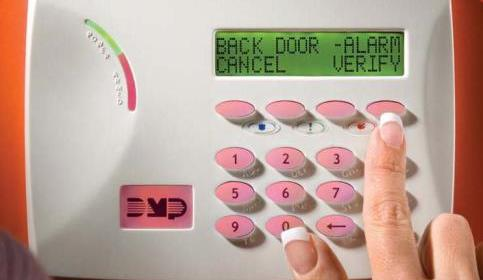 BACK DOOR -ALARM
CANCEL VERIFY
POWER ARMED
1 2 3
5 6 7
DMP
9 0